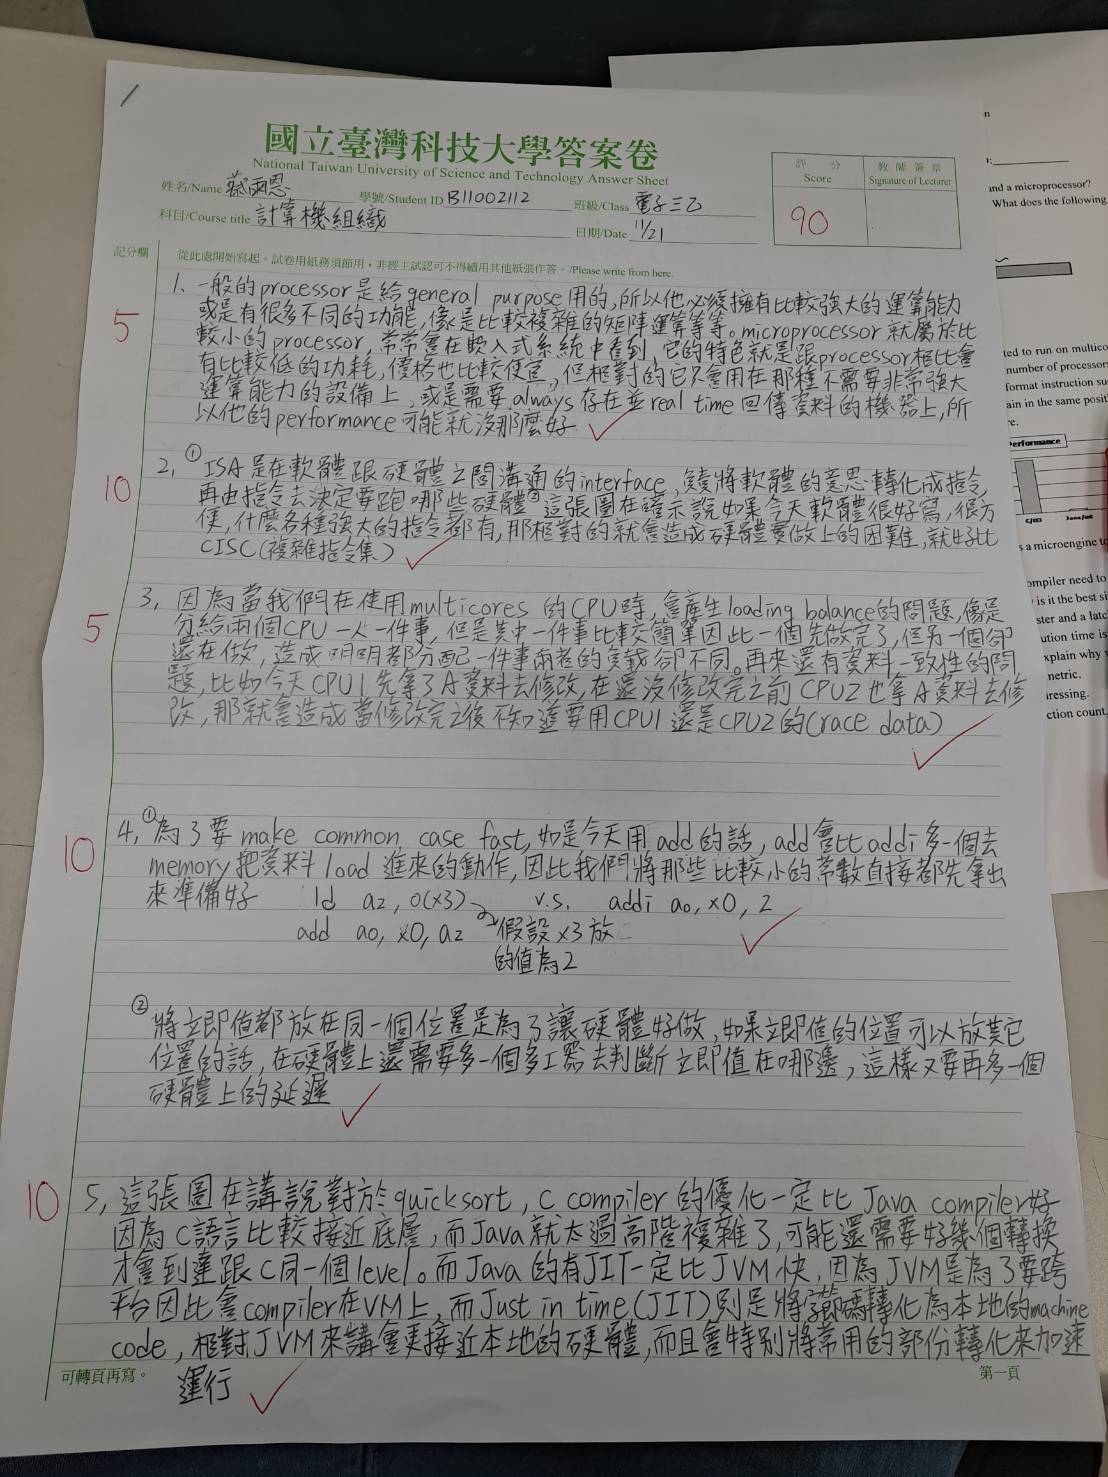 國立臺灣科技大學答案卷
National Taiwan University of Science and Technology Answer Sheet
姓名/Name 蔡雨恩 學號/Student ID B11002112 班級/Class 電子三乙
科目/Course title 計算機組織 日期/Date 11/21
評分 Score 教師簽章 Signature of Lecturer
90
記分欄 從此處開始寫起。試卷用紙務須節用,非經主試認可不得續用其他紙張作答。/Please write from here.
1. 一般的processor是給general purpose用的,所以他必須擁有比較強大的運算能力
5
或是有很多不同的功能,像是比較複雜的矩陣運算等等。microprocessor就屬於比
較小的processor,常常會在嵌入式系統中看到,它的特色就是跟processor相比會
有比較低的功耗,價格也比較便宜,但相對的它只會用在那種不需要非常強大
運算能力的設備上,或是需要always存在並real time回傳資料的機器上,所
以他的performance可能就沒那麼好
2. ①ISA是在軟體跟硬體之間溝通的interface,會將軟體的意思轉化成指令,
10
再由指令去決定要跑哪些硬體②這張圖在暗示說如果今天軟體很好寫,很方
便,什麼各種強大的指令都有,那相對的就會造成硬體實做上的困難,就好比
CISC(複雜指令集)
3. 因為當我們在使用multicores的CPU時,會產生loading balance的問題,像是
5
分給兩個CPU一人一件事,但是其中一件事比較簡單因此一個先做完了,但另一個卻
還在做,造成明明都分配一件事兩者的負載卻不同。再來還有資料一致性的問
題,比如今天CPU1先拿了A資料去修改,在還沒修改完之前CPU2也拿A資料去修
改,那就會造成當修改完之後不知道要用CPU1還是CPU2的(race data)
4. ①為了要make common case fast,如是今天用add的話,add會比addi多一個去
10
memory把資料load進來的動作,因此我們將那些比較小的常數直接都先拿出
來準備好 ld a2, 0(x3) v.s. addi a0, x0, 2
add a0, x0, a2 假設x3放
的值為2
②將立即值都放在同一個位置是為了讓硬體好做,如果立即值的位置可以放其它
位置的話,在硬體上還需要多一個多工器去判斷立即值在哪邊,這樣又要再多一個
硬體上的延遲
10
5. 這張圖在講說對於quicksort,C compiler的優化一定比Java compiler好
因為C語言比較接近底層,而Java就太過高階複雜了,可能還需要好幾個轉換
才會到達跟C同一個level。而Java的有JIT一定比JVM快,因為JVM是為了要跨
平台因此會compiler在VM上,而Just in time(JIT)則是將 轉化為本地的machine
code,相對JVM來講會更接近本地的硬體,而且會特別將常用的部份轉化來加速
運行
可轉頁再寫。 第一頁
and a microprocessor?
What does the following
ted to run on multico
number of processor
format instruction su
ain in the same posit
Performance
s a microengine to
ompiler need to
is it the best si
ster and a late
ution time is
xplain why
netric.
ressing.
ction count,